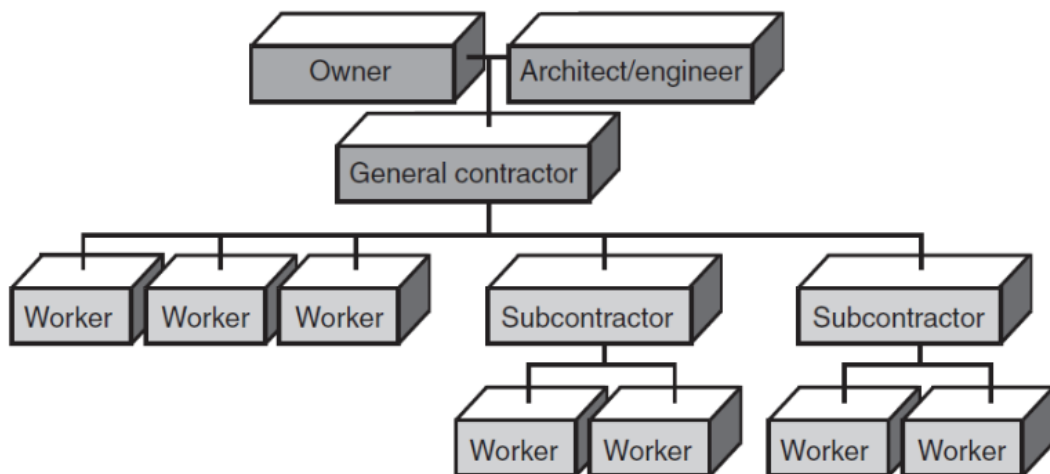 Owner
Architect/engineer
General contractor
Worker
Worker
Worker
Subcontractor
Subcontractor
Worker
Worker
Worker
Worker